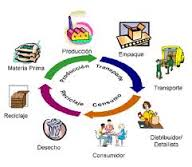 Producción
Empaque
Materia Prima
Producción
Transporte
Transporte
Reciclaje
Consumo
Reciclaje
Distribuidor/
Detallista
Desecho
Consumidor